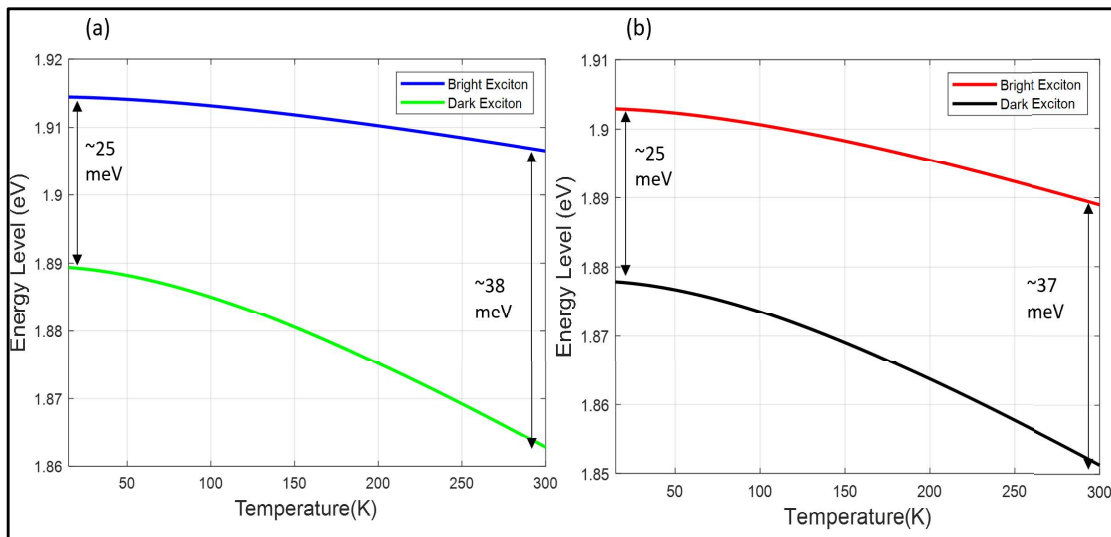 (a)
1.92
1.91
1.9
1.89
1.88
1.87
1.86
Energy Level (eV)
50
100
150
200
250
300
Temperature(K)
Bright Exciton
Dark Exciton
~25
meV
~38
meV
(b)
1.91
1.9
1.89
1.88
1.87
1.86
1.85
Energy Level (eV)
50
100
150
200
250
300
Temperature(K)
Bright Exciton
Dark Exciton
~25
meV
~37
meV